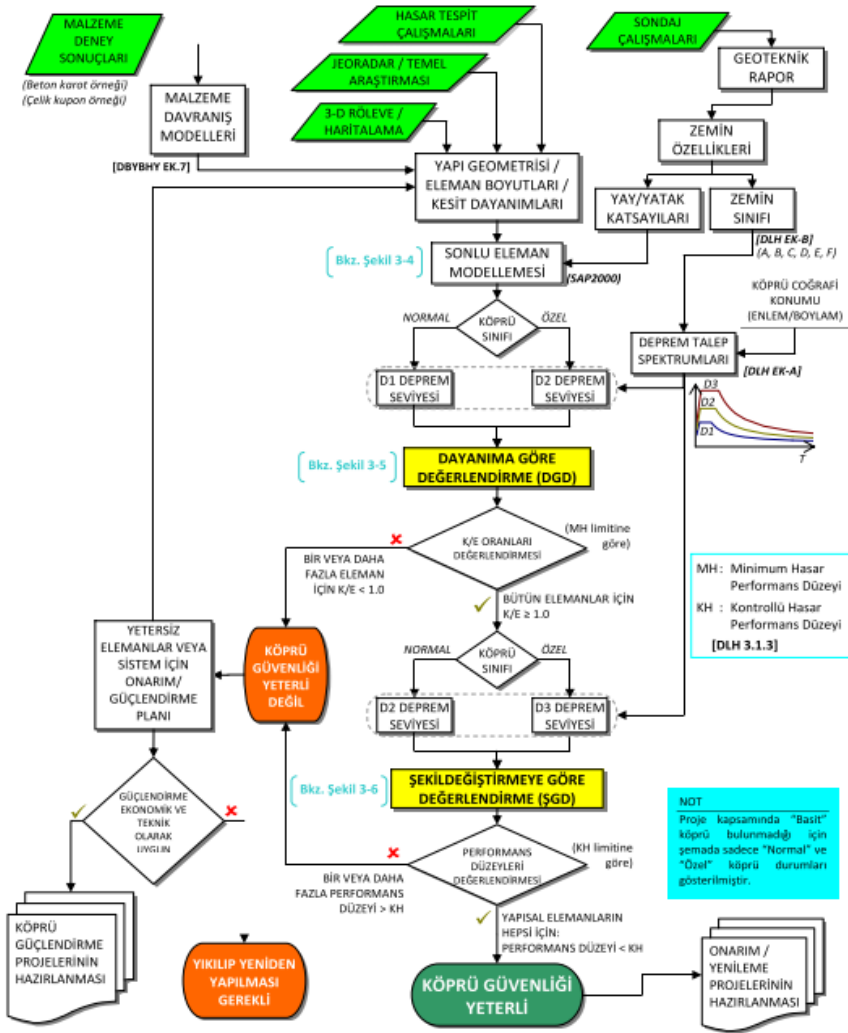 MALZEME
DENEY
SONUÇLARI
(Beton karot örneği)
(Çelik kupon örneği)
MALZEME
DAVRANIŞ
MODELLERİ
[DBYBHY EK.7]
HASAR TESPİT
ÇALIŞMALARI
JEORADAR / TEMEL
ARAŞTIRMASI
3-D RÖLEVE /
HARİTALAMA
SONDAJ
ÇALIŞMALARI
GEOTEKNİK
RAPOR
ZEMİN
ÖZELLİKLERİ
YAPI GEOMETRİSİ /
ELEMAN BOYUTLARI /
KESİT DAYANIMLARI
YAY/YATAK
KATSAYILARI
ZEMİN
SINIFI
[DLH EK-B]
(A, B, C, D, E, F)
Bkz. Şekil 3-4
SONLU ELEMAN
MODELLEMESİ
(SAP2000)
KÖPRÜ COĞRAFİ
KONUMU
(ENLEM/BOYLAM)
NORMAL
KÖPRÜ
SINIFI
ÖZEL
DEPREM TALEP
SPEKTRUMLARI
[DLH EK-A]
D1 DEPREM
SEVİYESİ
D2 DEPREM
SEVİYESİ
D3
D2
D1
T
Bkz. Şekil 3-5
DAYANIMA GÖRE
DEĞERLENDİRME (DGD)
K/E ORANLARI
DEĞERLENDİRMESİ
(MH limitine
göre)
BİR VEYA DAHA
FAZLA ELEMAN
İÇİN K/E < 1.0
BÜTÜN ELEMANLAR İÇİN
K/E ≥ 1.0
MH : Minimum Hasar
Performans Düzeyi
KH : Kontrollü Hasar
Performans Düzeyi
[DLH 3.1.3]
YETERSİZ
ELEMANLAR VEYA
SİSTEM İÇİN
ONARIM/
GÜÇLENDİRME
PLANI
KÖPRÜ
GÜVENLİĞİ
YETERLİ
DEĞİL
NORMAL
KÖPRÜ
SINIFI
ÖZEL
D2 DEPREM
SEVİYESİ
D3 DEPREM
SEVİYESİ
Bkz. Şekil 3-6
ŞEKİLDEĞİŞTİRMEYE GÖRE
DEĞERLENDİRME (ŞGD)
GÜÇLENDİRME
EKONOMİK VE
TEKNİK
OLARAK
UYGUN
PERFORMANS
DÜZEYLERİ
DEĞERLENDİRMESİ
(KH limitine
göre)
BİR VEYA DAHA
FAZLA PERFORMANS
DÜZEYİ > KH
YAPISAL ELEMANLARIN
HEPSİ İÇİN:
PERFORMANS DÜZEYİ < KH
NOT
Proje kapsamında "Basit"
köprü bulunmadığı için
şemada sadece "Normal" ve
"Özel" köprü durumları
gösterilmiştir.
KÖPRÜ
GÜÇLENDİRME
PROJELERİNİN
HAZIRLANMASI
YIKILIP YENİDEN
YAPILMASI
GEREKLİ
KÖPRÜ GÜVENLİĞİ
YETERLİ
ONARIM /
YENİLEME
PROJELERİNİN
HAZIRLANMASI